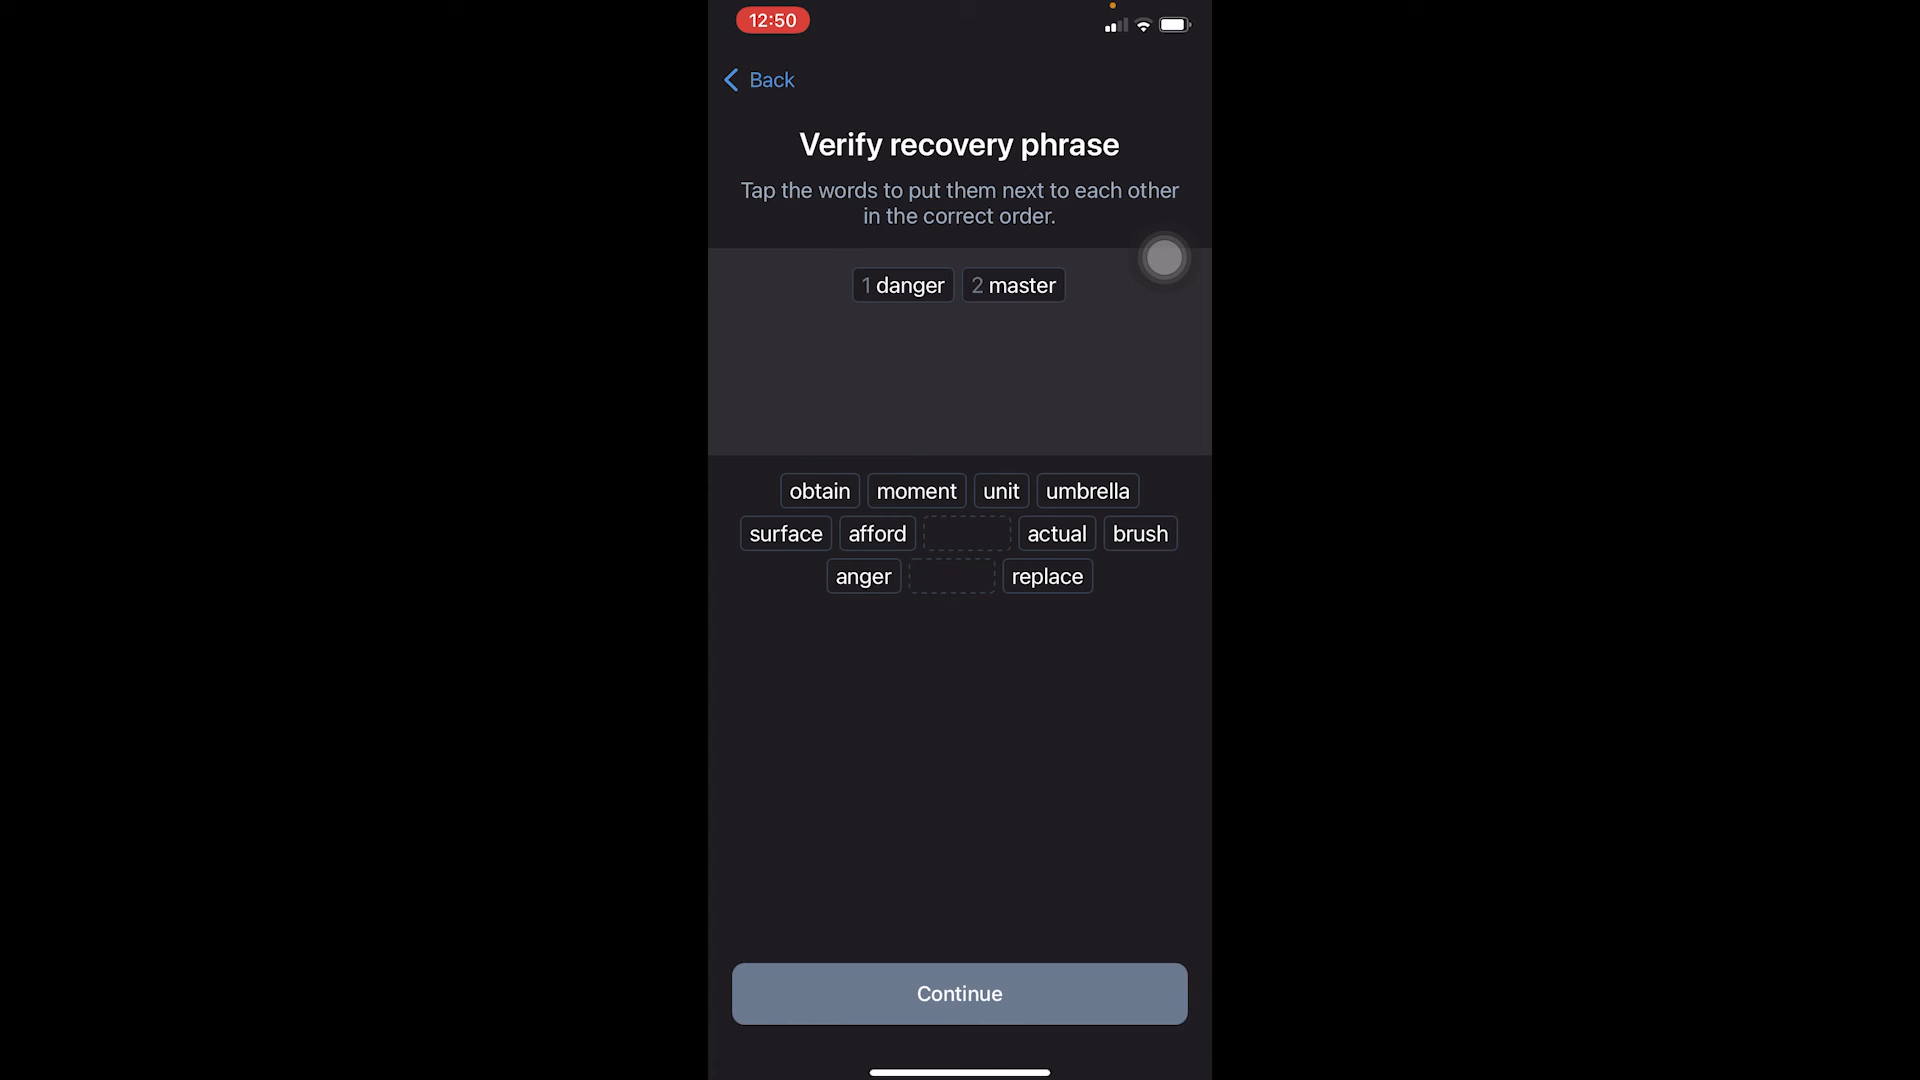 12:50
Back
Verify recovery phrase
Tap the words to put them next to each other
in the correct order.
1 danger 2 master
obtain moment unit umbrella
surface afford actual brush
anger replace
Continue